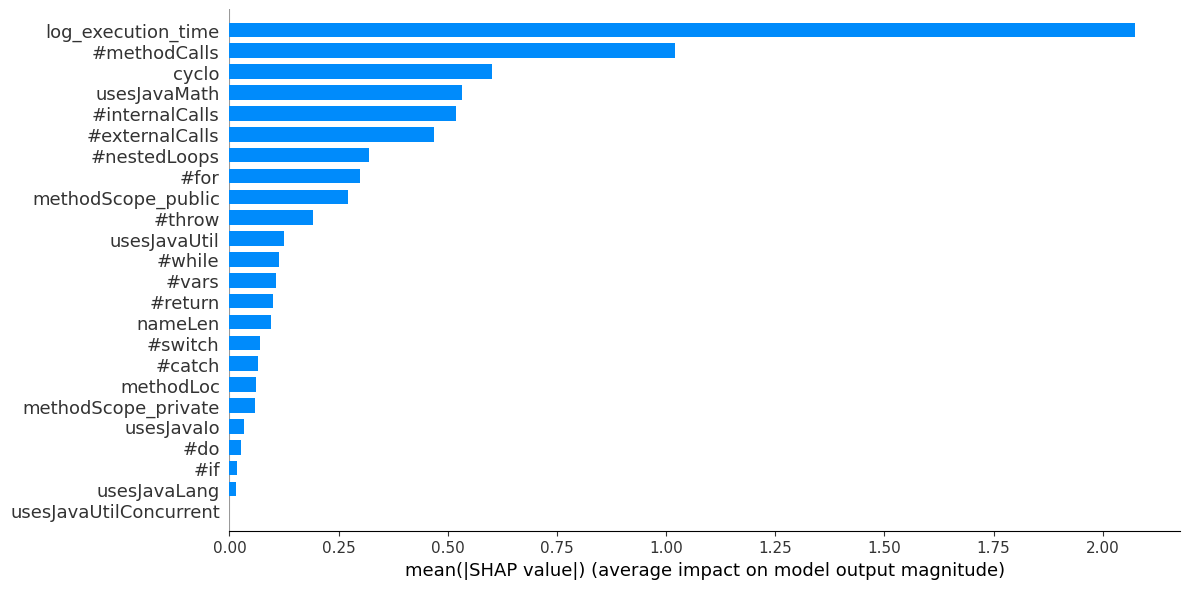 log_execution_time
#methodCalls
cyclo
usesJavaMath
#internalCalls
#externalCalls
#nestedLoops
#for
methodScope_public
#throw
usesJavaUtil
#while
#vars
#return
nameLen
#switch
#catch
methodLoc
methodScope_private
usesJavaIo
#do
#if
usesJavaLang
usesJavaUtilConcurrent
0.00 0.25 0.50 0.75 1.00 1.25 1.50 1.75 2.00
mean(|SHAP value|) (average impact on model output magnitude)